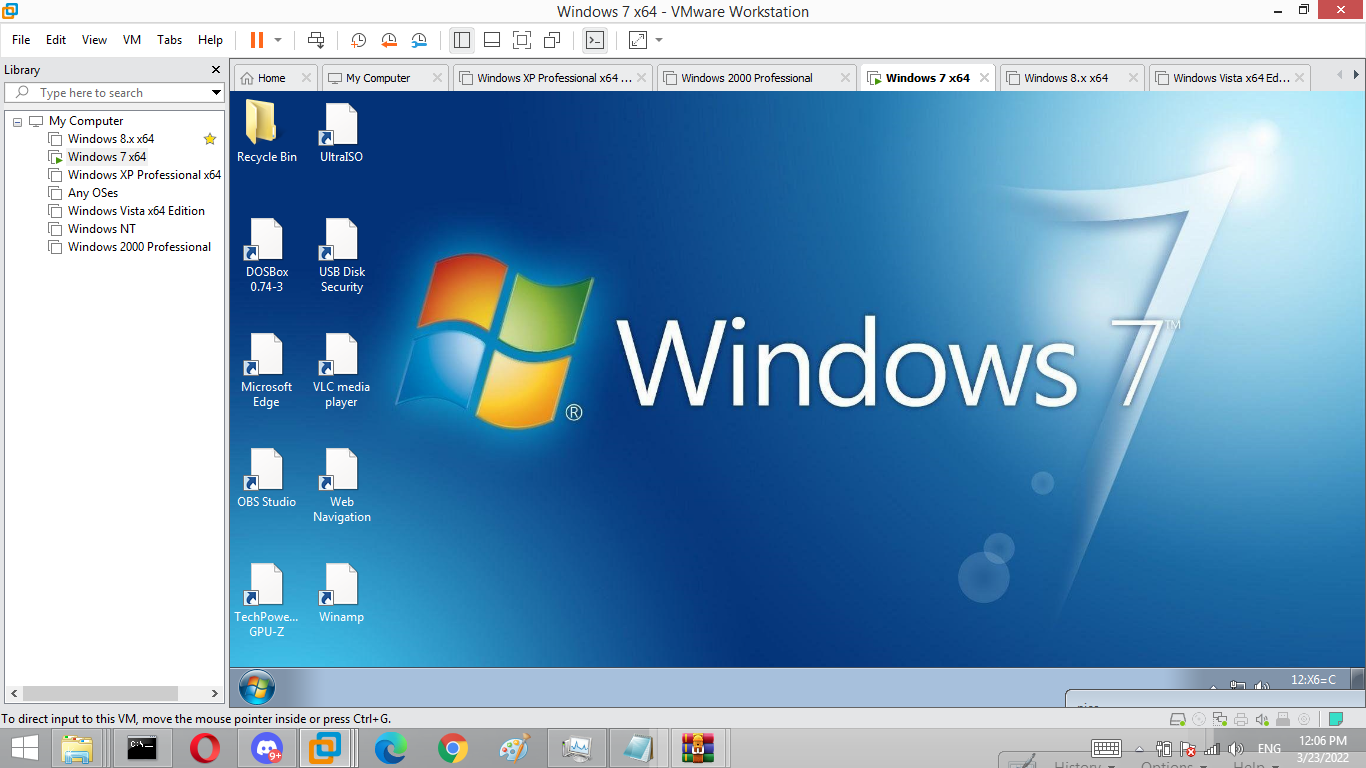 Windows 7 x64 - VMware Workstation
File Edit View VM Tabs Help
Library
Type here to search
My Computer
Windows 8.x x64
Windows 7 x64
Windows XP Professional x64
Any OSes
Windows Vista x64 Edition
Windows NT
Windows 2000 Professional
Home
My Computer
Windows XP Professional x64 ...
Windows 2000 Professional
Windows 7 x64
Windows 8.x x64
Windows Vista x64 Ed...
Recycle Bin
UltraISO
DOSBox
0.74-3
USB Disk
Security
Microsoft
Edge
VLC media
player
OBS Studio
Web
Navigation
TechPowe...
GPU-Z
Winamp
Windows 7™
®
12:X6=C
To direct input to this VM, move the mouse pointer inside or press Ctrl+G.
C:\_
9+
ENG
12:06 PM
3/23/2022
History
Options
Help